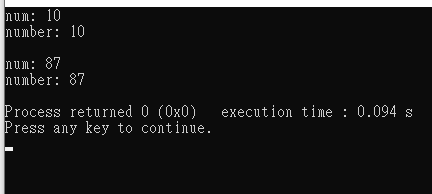 num: 10
number: 10
num: 87
number: 87
Process returned 0 (0x0)   execution time : 0.094 s
Press any key to continue.